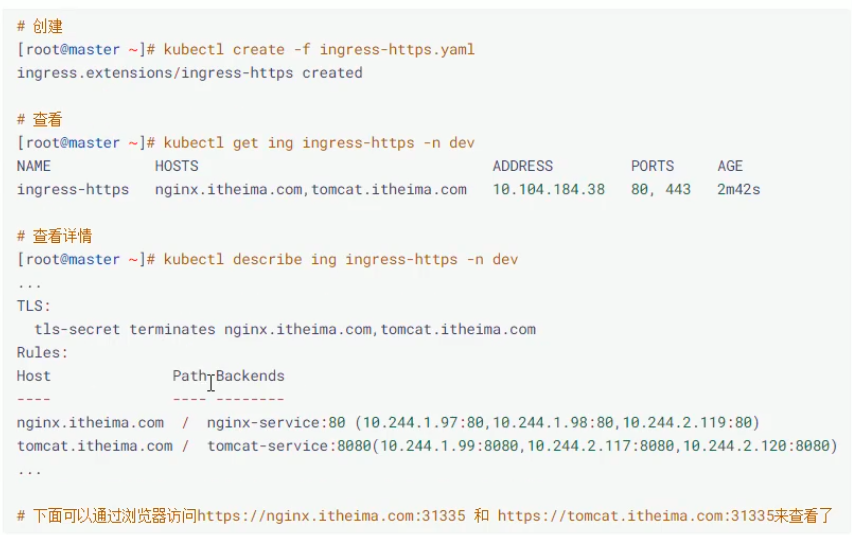 # 创建
[root@master ~]# kubectl create -f ingress-https.yaml
ingress.extensions/ingress-https created
# 查看
[root@master ~]# kubectl get ing ingress-https -n dev
NAME            HOSTS                                  ADDRESS         PORTS     AGE
ingress-https   nginx.itheima.com,tomcat.itheima.com   10.104.184.38   80, 443   2m42s
# 查看详情
[root@master ~]# kubectl describe ing ingress-https -n dev
...
TLS:
  tls-secret terminates nginx.itheima.com,tomcat.itheima.com
Rules:
Host              Path Backends
----              ---- --------
nginx.itheima.com  /  nginx-service:80 (10.244.1.97:80,10.244.1.98:80,10.244.2.119:80)
tomcat.itheima.com /  tomcat-service:8080(10.244.1.99:8080,10.244.2.117:8080,10.244.2.120:8080)
...
# 下面可以通过浏览器访问https://nginx.itheima.com:31335 和 https://tomcat.itheima.com:31335来查看了